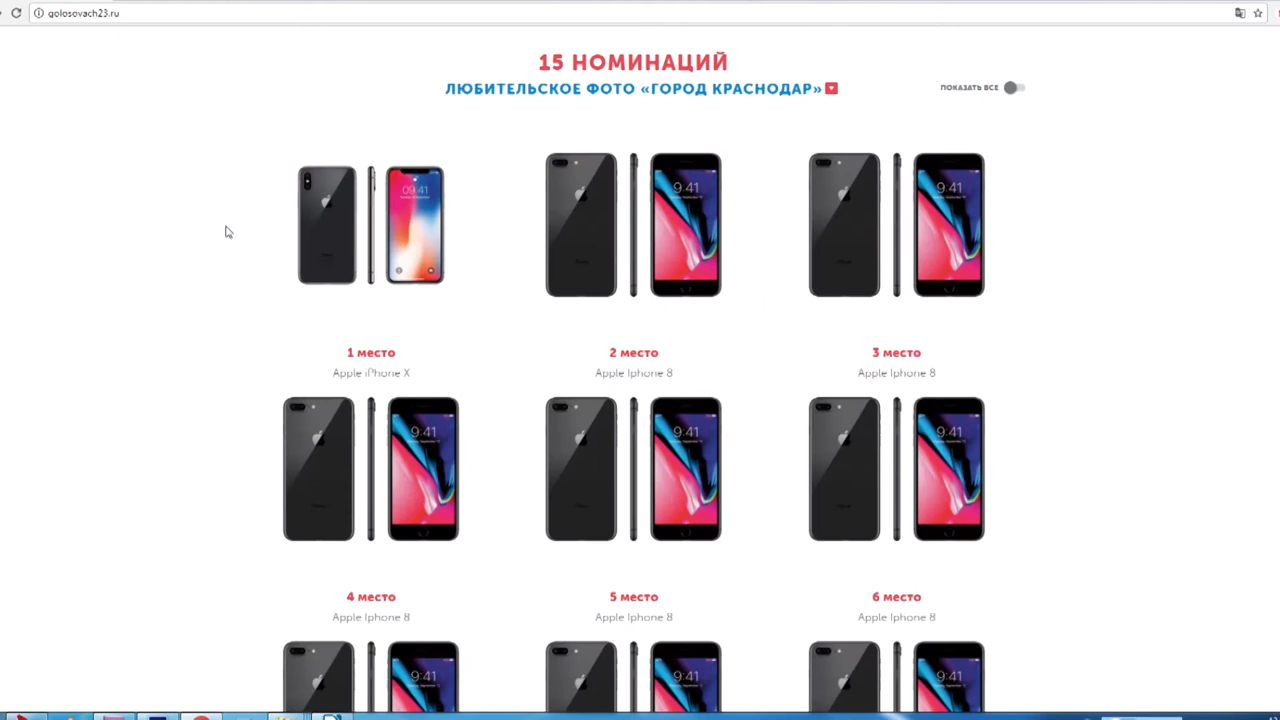 golosovach23.ru
15 НОМИНАЦИЙ
ЛЮБИТЕЛЬСКОЕ ФОТО «ГОРОД КРАСНОДАР»
ПОКАЗАТЬ ВСЕ
09:41
9:41
9:41
1 место
2 место
3 место
Apple iPhone X
Apple Iphone 8
Apple Iphone 8
9:41
9:41
9:41
4 место
5 место
6 место
Apple Iphone 8
Apple Iphone 8
Apple Iphone 8
9:41
9:41
9:41